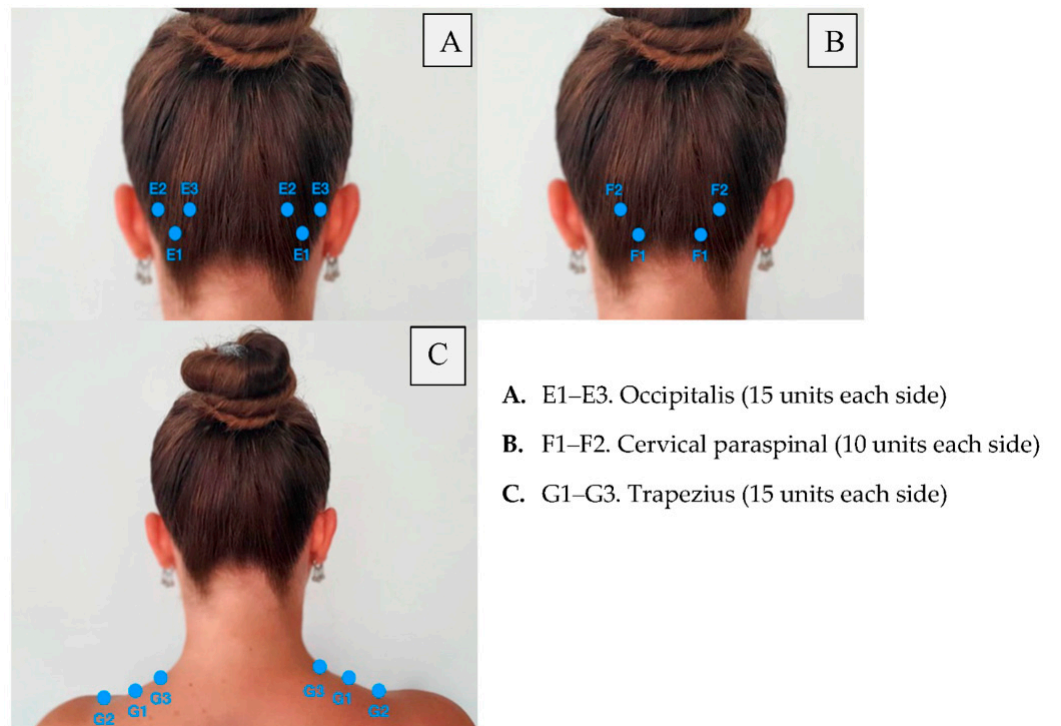 A
B
E2 E3 E2 E3
E1 E1
F2 F2
F1 F1
C
A. E1–E3. Occipitalis (15 units each side)
B. F1–F2. Cervical paraspinal (10 units each side)
C. G1–G3. Trapezius (15 units each side)
G2 G1 G3 G3 G1 G2